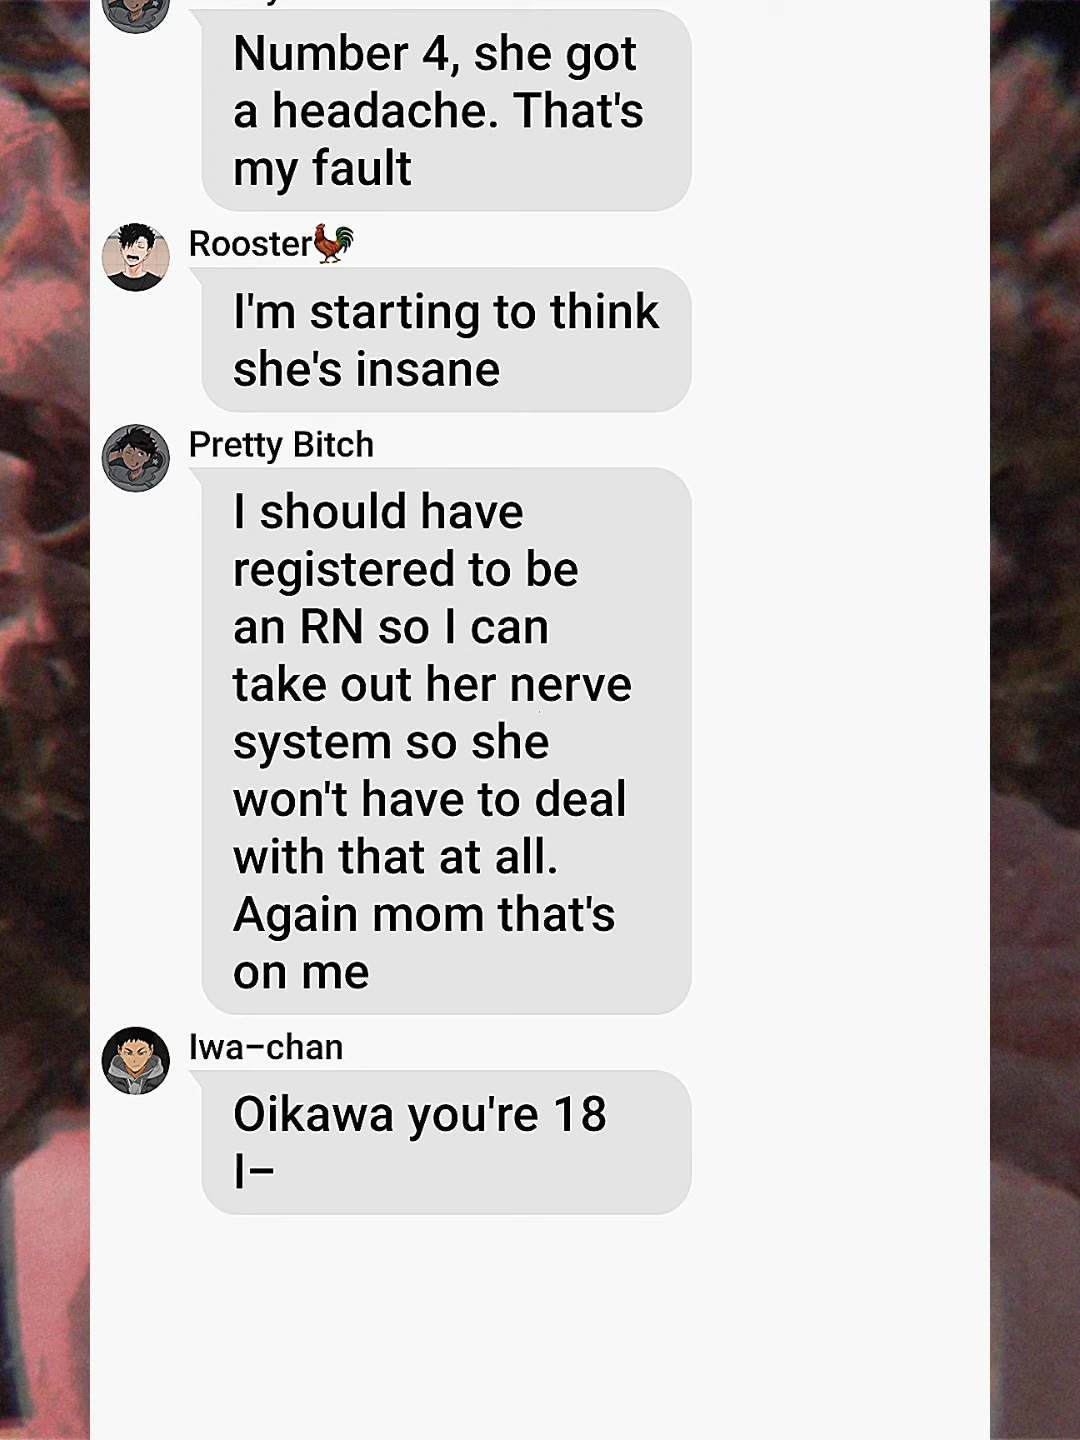 Number 4, she got
a headache. That's
my fault
Rooster🐓
I'm starting to think
she's insane
Pretty Bitch
I should have
registered to be
an RN so I can
take out her nerve
system so she
won't have to deal
with that at all.
Again mom that's
on me
Iwa-chan
Oikawa you're 18
I-